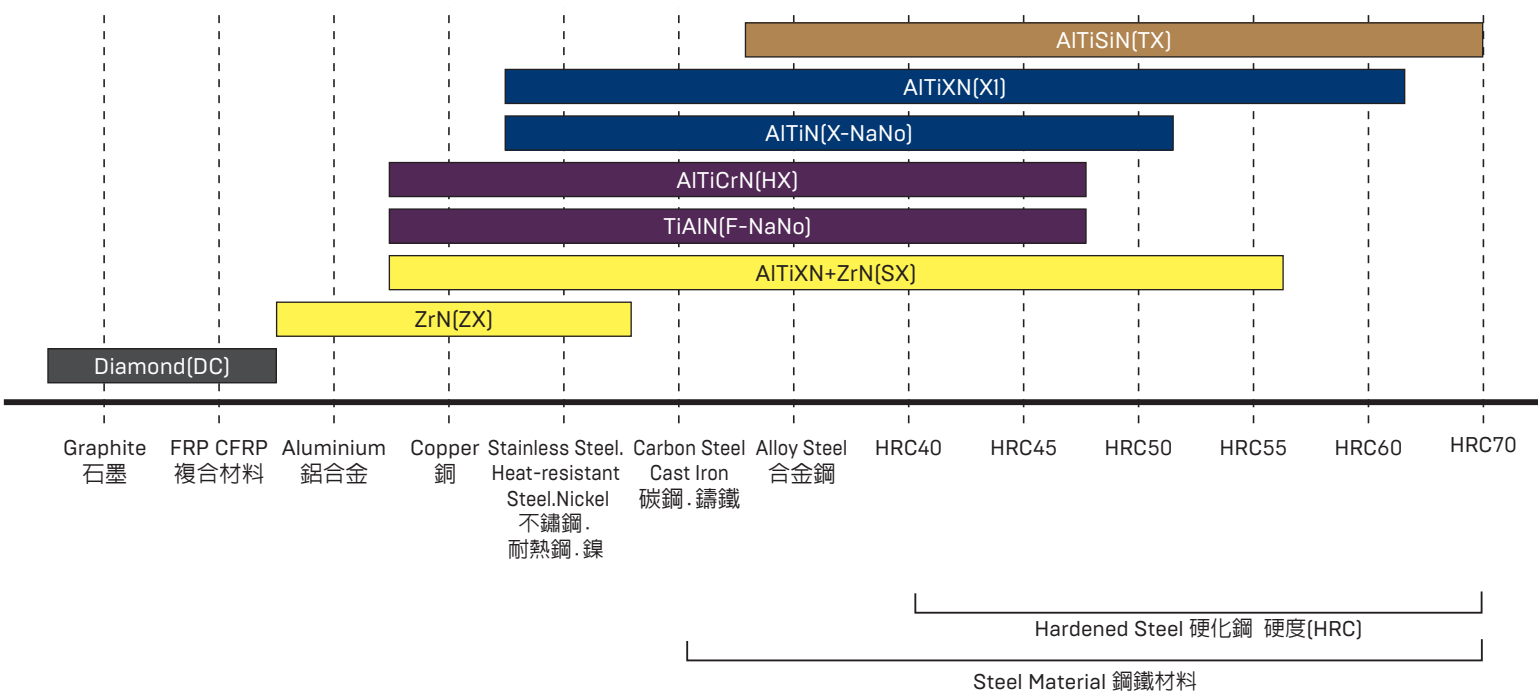 AlTiSiN(TX)
AlTiXN(X1)
AlTiN(X-NaNo)
AlTiCrN(HX)
TiAlN(F-NaNo)
AlTiXN+ZrN(SX)
ZrN(ZX)
Diamond(DC)
Graphite
石墨
FRP CFRP
複合材料
Aluminium
鋁合金
Copper
銅
Stainless Steel.
Heat-resistant
Steel.Nickel
不鏽鋼.
耐熱鋼.鎳
Carbon Steel
Cast Iron
碳鋼.鑄鐵
Alloy Steel
合金鋼
HRC40
HRC45
HRC50
HRC55
HRC60
HRC70
Hardened Steel 硬化鋼 硬度(HRC)
Steel Material 鋼鐵材料